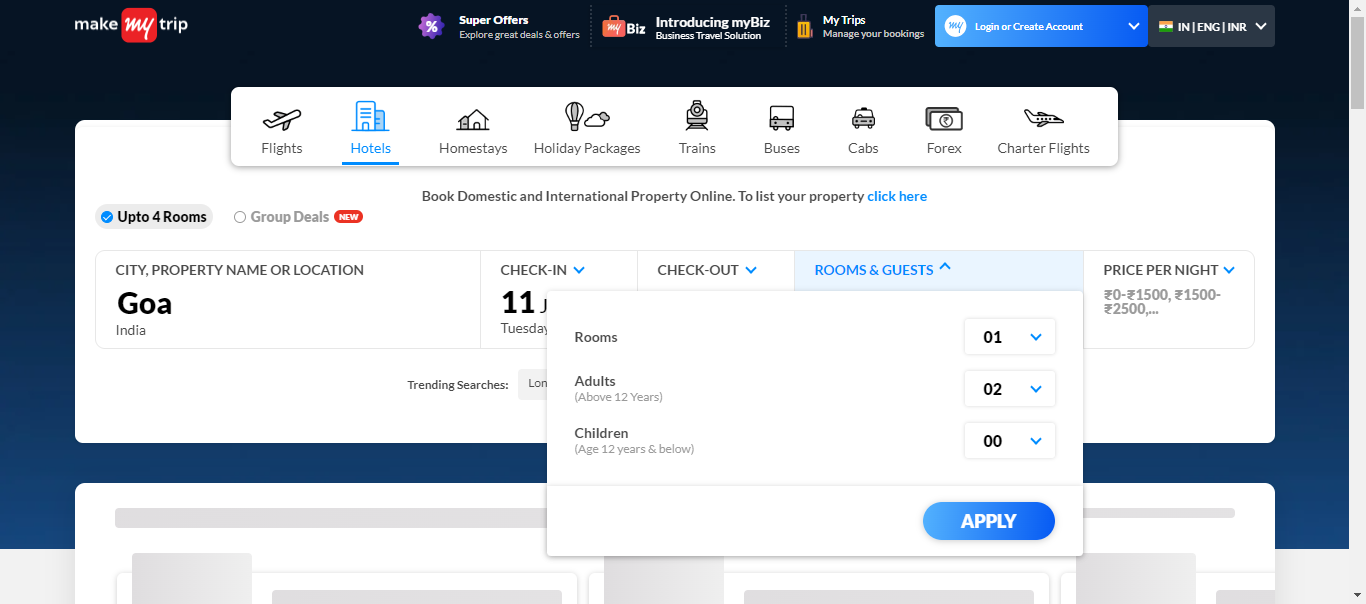 make my trip
%
Super Offers
Explore great deals & offers
my Biz
Introducing myBiz
Business Travel Solution
My Trips
Manage your bookings
my
Login or Create Account
IN | ENG | INR
Flights
Hotels
Homestays
Holiday Packages
Trains
Buses
Cabs
₹
Forex
Charter Flights
Book Domestic and International Property Online. To list your property click here
Upto 4 Rooms
Group Deals NEW
CITY, PROPERTY NAME OR LOCATION
Goa
India
CHECK-IN
11 J
Tuesday
CHECK-OUT
ROOMS & GUESTS
PRICE PER NIGHT
₹0-₹1500, ₹1500-
₹2500,...
Rooms
01
Adults
(Above 12 Years)
02
Children
(Age 12 years & below)
00
APPLY
Trending Searches:
Lon